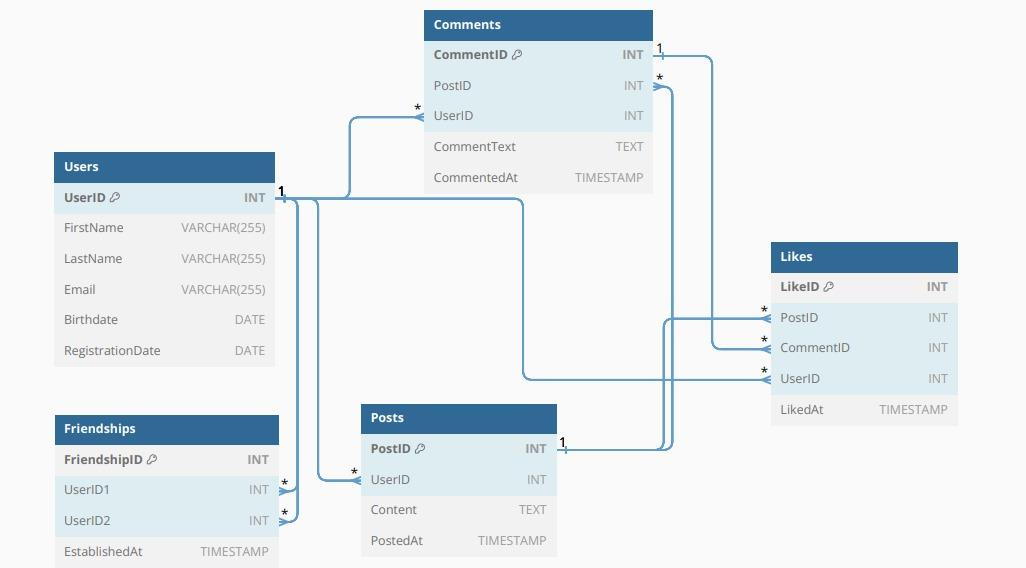 Comments
CommentID INT
PostID INT
UserID INT
CommentText TEXT
CommentedAt TIMESTAMP
1
*
*
Users
UserID INT
FirstName VARCHAR(255)
LastName VARCHAR(255)
Email VARCHAR(255)
Birthdate DATE
RegistrationDate DATE
1
Likes
LikeID INT
PostID INT
CommentID INT
UserID INT
LikedAt TIMESTAMP
*
*
*
Friendships
FriendshipID INT
UserID1 INT
UserID2 INT
EstablishedAt TIMESTAMP
*
*
Posts
PostID INT
UserID INT
Content TEXT
PostedAt TIMESTAMP
1
*